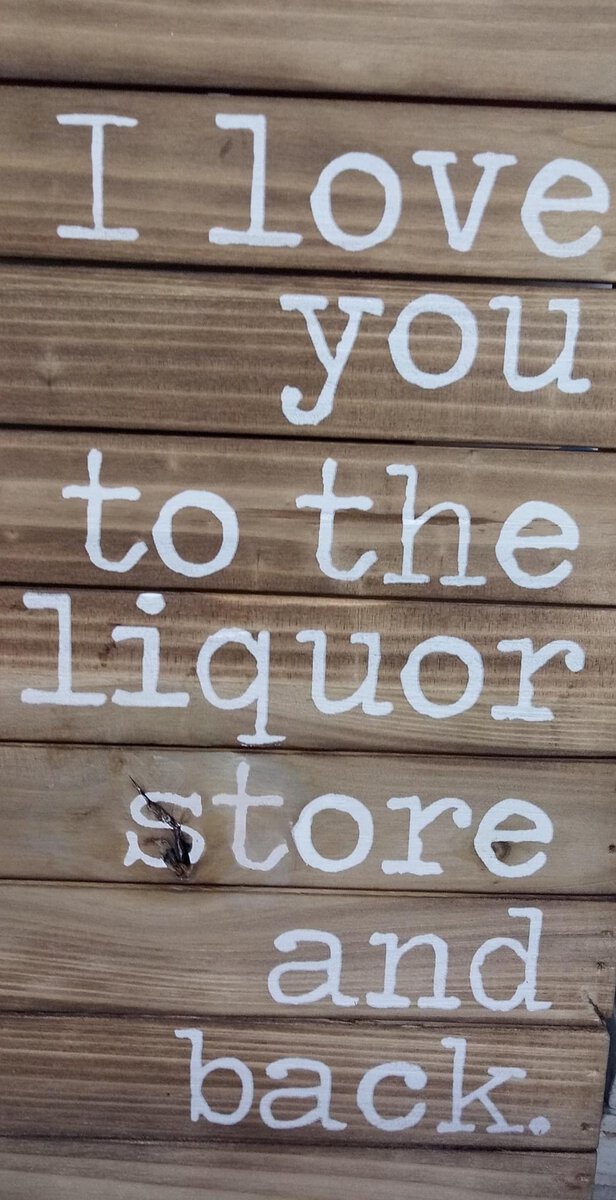 I love
you
to the
liquor
store
and
back.